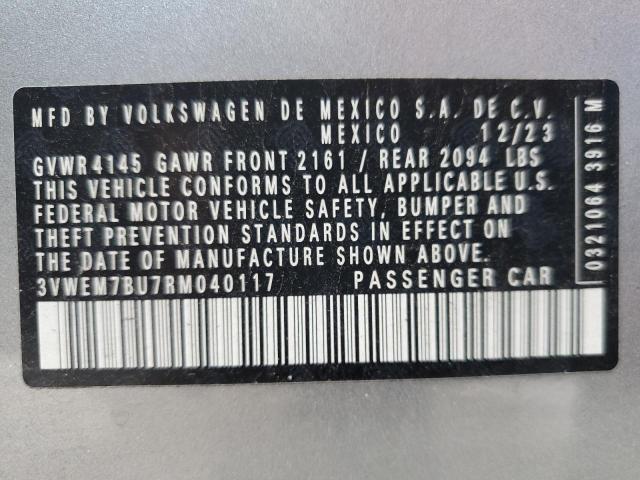 MFD BY VOLKSWAGEN DE MEXICO S.A. DE C.V.
MEXICO 12/23
GVWR 4145 GAWR FRONT 2161 / REAR 2094 LBS
THIS VEHICLE CONFORMS TO ALL APPLICABLE U.S.
FEDERAL MOTOR VEHICLE SAFETY, BUMPER AND
THEFT PREVENTION STANDARDS IN EFFECT ON
THE DATE OF MANUFACTURE SHOWN ABOVE.
3VWEM7BU7RM040117 PASSENGER CAR
0321064 3916 M